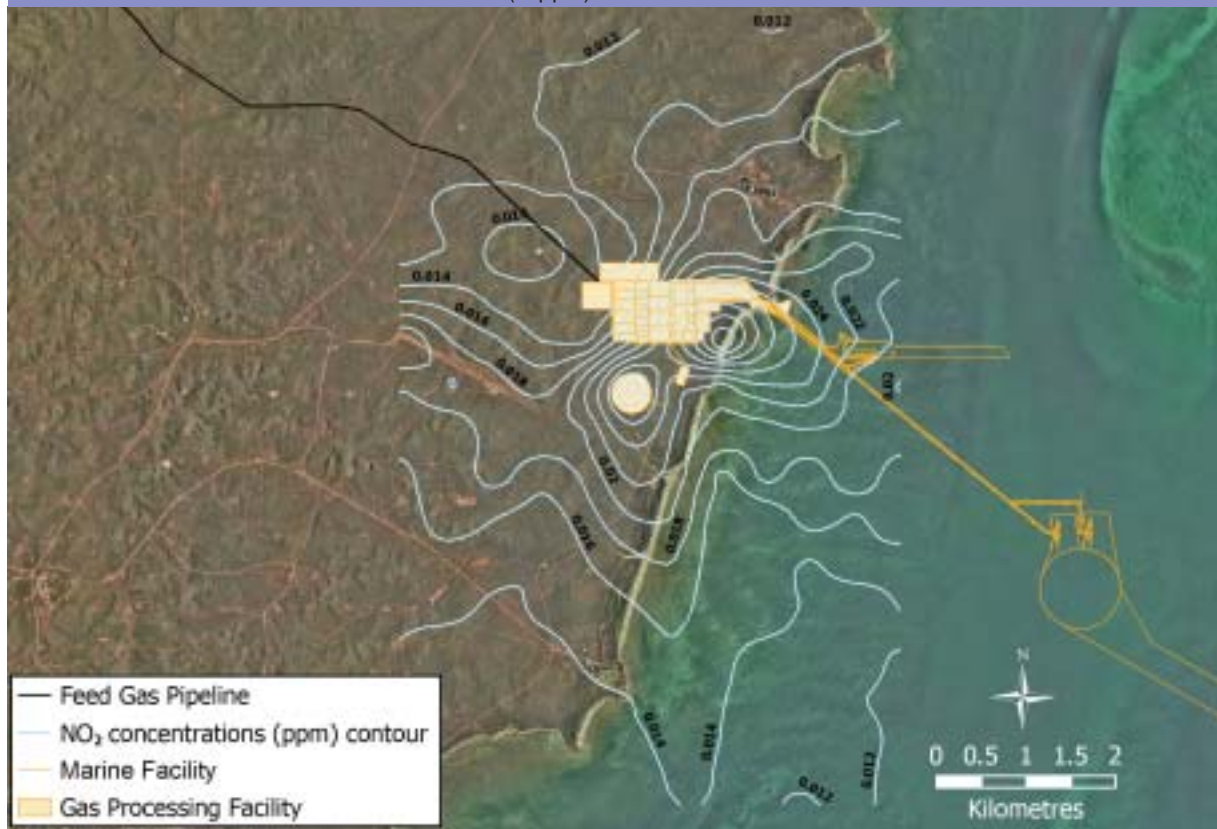 0.012
0.012
0.014
0.016
0.018
0.024
0.022
0.02
0.02
0.018
0.016
0.014
0.014
0.012
0.012
N
Feed Gas Pipeline
NO₂ concentrations (ppm) contour
Marine Facility
Gas Processing Facility
0 0.5 1 1.5 2
Kilometres